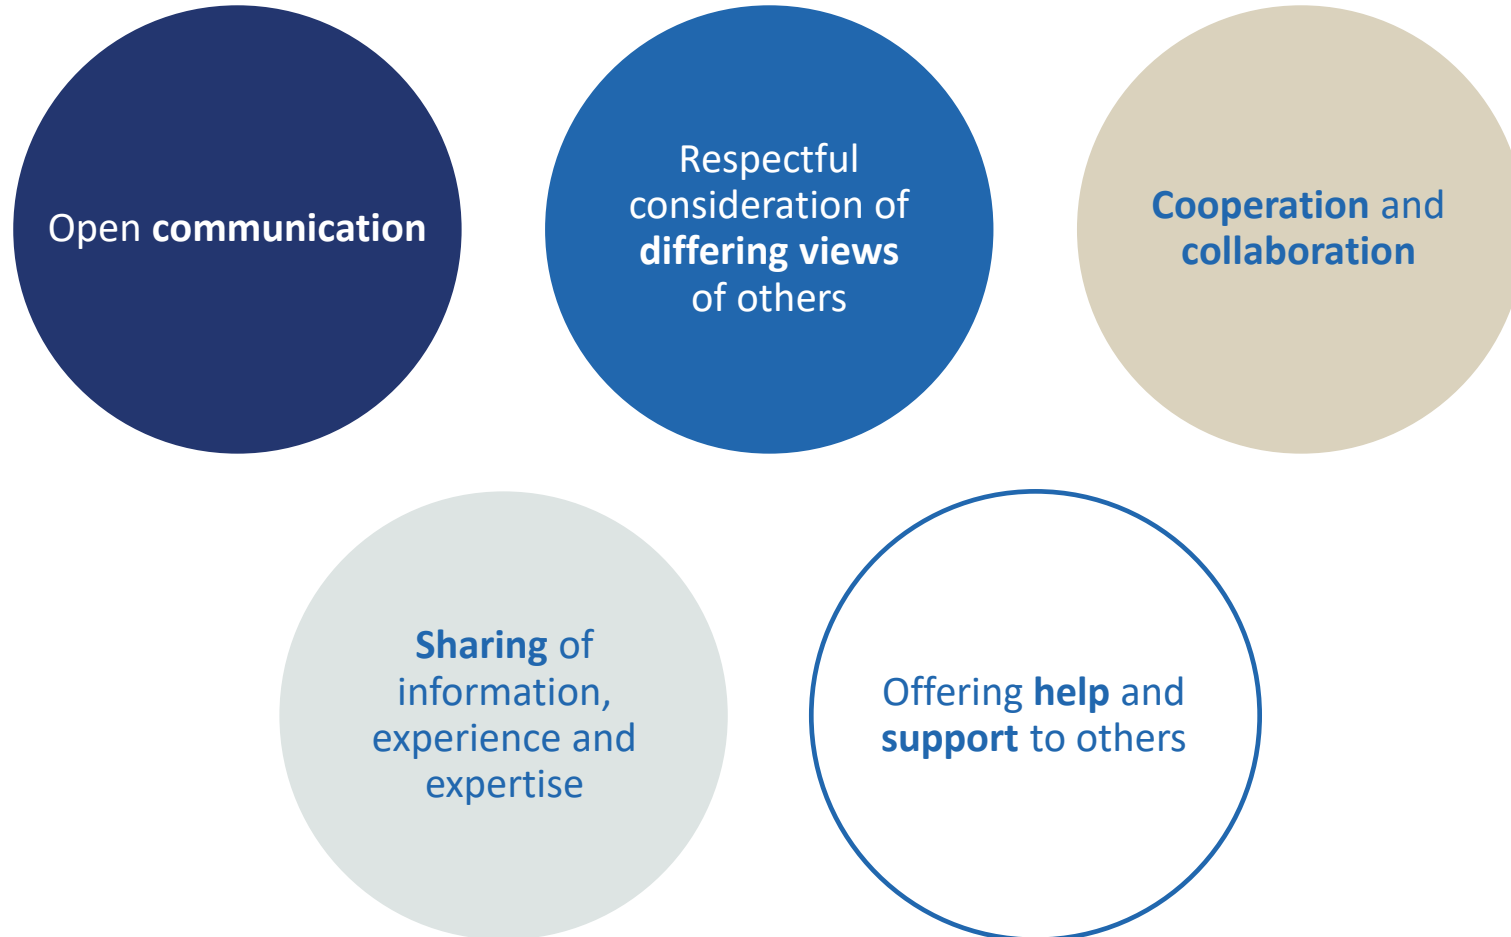 Open communication
Respectful
consideration of
differing views
of others
Cooperation and
collaboration
Sharing of
information,
experience and
expertise
Offering help and
support to others